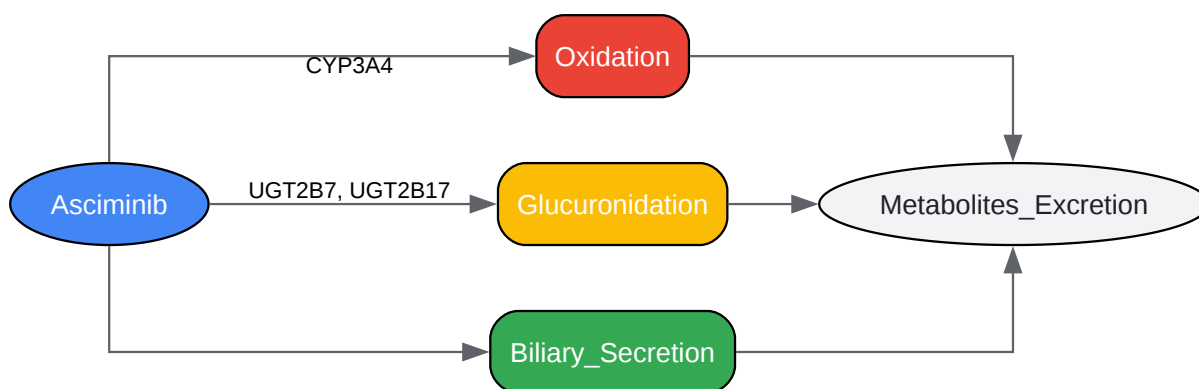 Oxidation
CYP3A4
Asciminib
UGT2B7, UGT2B17
Glucuronidation
Metabolites_Excretion
Biliary_Secretion